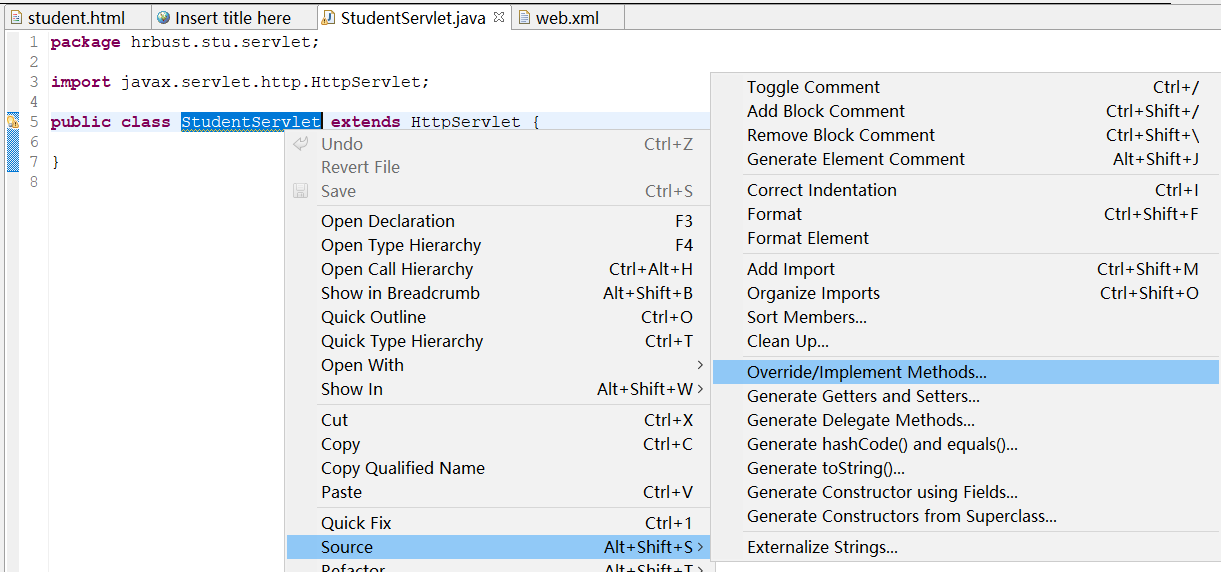 student.html Insert title here StudentServlet.java web.xml
1 package hrbust.stu.servlet;
2
3 import javax.servlet.http.HttpServlet;
4
5 public class StudentServlet extends HttpServlet {
6
7 }
8
Undo Ctrl+Z
Revert File
Save Ctrl+S
Open Declaration F3
Open Type Hierarchy F4
Open Call Hierarchy Ctrl+Alt+H
Show in Breadcrumb Alt+Shift+B
Quick Outline Ctrl+O
Quick Type Hierarchy Ctrl+T
Open With >
Show In Alt+Shift+W >
Cut Ctrl+X
Copy Ctrl+C
Copy Qualified Name
Paste Ctrl+V
Quick Fix Ctrl+1
Source Alt+Shift+S >
Refactor Alt+Shift+T >
Toggle Comment Ctrl+/
Add Block Comment Ctrl+Shift+/
Remove Block Comment Ctrl+Shift+\
Generate Element Comment Alt+Shift+J
Correct Indentation Ctrl+I
Format Ctrl+Shift+F
Format Element
Add Import Ctrl+Shift+M
Organize Imports Ctrl+Shift+O
Sort Members...
Clean Up...
Override/Implement Methods...
Generate Getters and Setters...
Generate Delegate Methods...
Generate hashCode() and equals()...
Generate toString()...
Generate Constructor using Fields...
Generate Constructors from Superclass...
Externalize Strings...